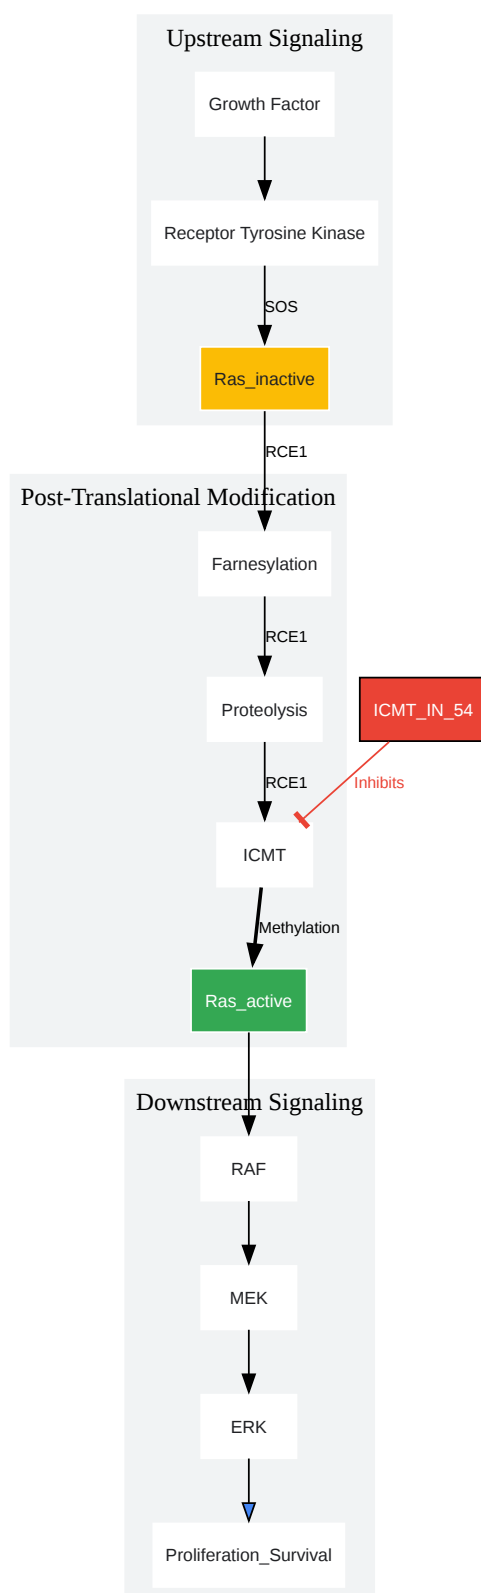 Upstream Signaling
Growth Factor
Receptor Tyrosine Kinase
SOS
Ras_inactive
RCE1
Post-Translational Modification
Farnesylation
RCE1
Proteolysis
ICMT_IN_54
RCE1
Inhibits
ICMT
Methylation
Ras_active
Downstream Signaling
RAF
MEK
ERK
Proliferation_Survival